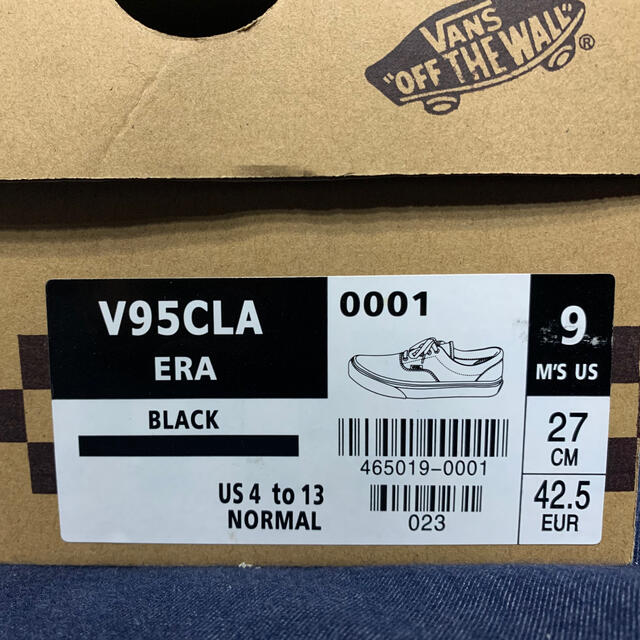 VANS
"OFF THE WALL"
®
V95CLA
ERA
BLACK
US 4 to 13
NORMAL
0001
465019-0001
023
9
M'S US
27
CM
42.5
EUR